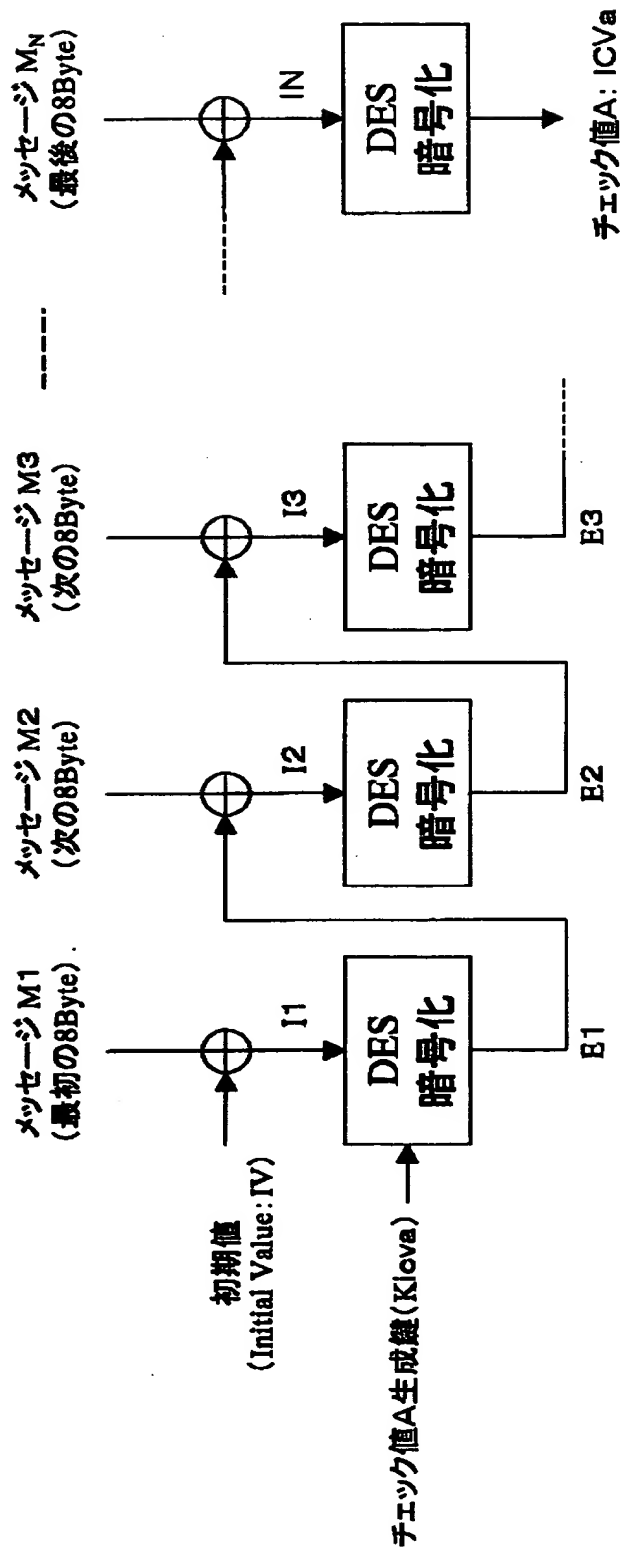 メッセージ M1
(最初の8Byte)
メッセージ M2
(次の8Byte)
メッセージ M3
(次の8Byte)
メッセージ MN
(最後の8Byte)
初期値
(Initial Value:IV)
I1
I2
I3
IN
チェック値A生成鍵(Kicva)
DES
暗号化
DES
暗号化
DES
暗号化
DES
暗号化
E1
E2
E3
チェック値A: ICVa